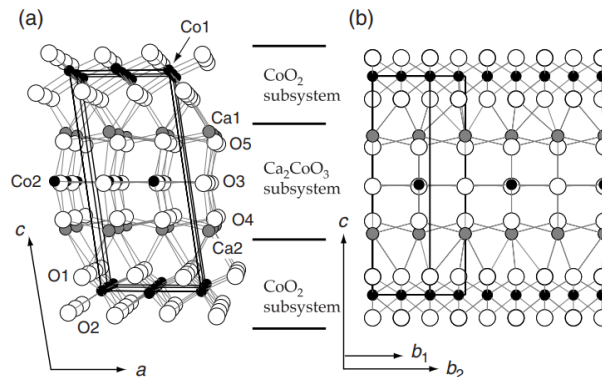 (a)
(b)
Co1
CoO2
subsystem
Ca1
O5
Co2
O3
Ca2CoO3
subsystem
O4
Ca2
O1
O2
CoO2
subsystem
c
a
c
b1
b2